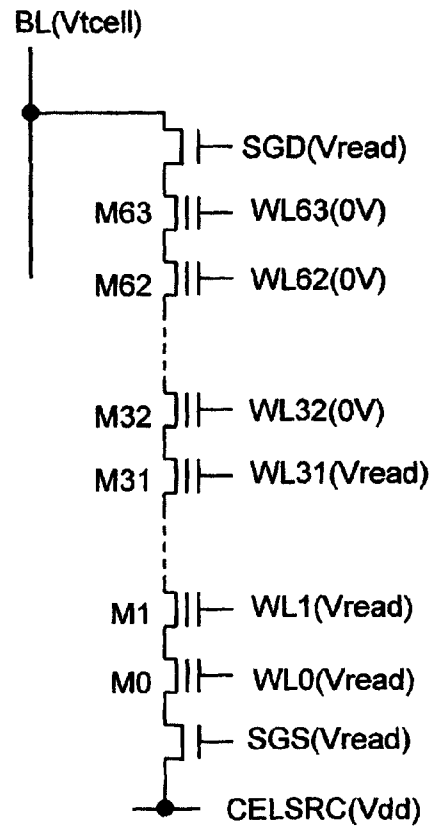 BL(Vtcell)
SGD(Vread)
M63 WL63(0V)
M62 WL62(0V)
M32 WL32(0V)
M31 WL31(Vread)
M1 WL1(Vread)
M0 WL0(Vread)
SGS(Vread)
CELSRC(Vdd)